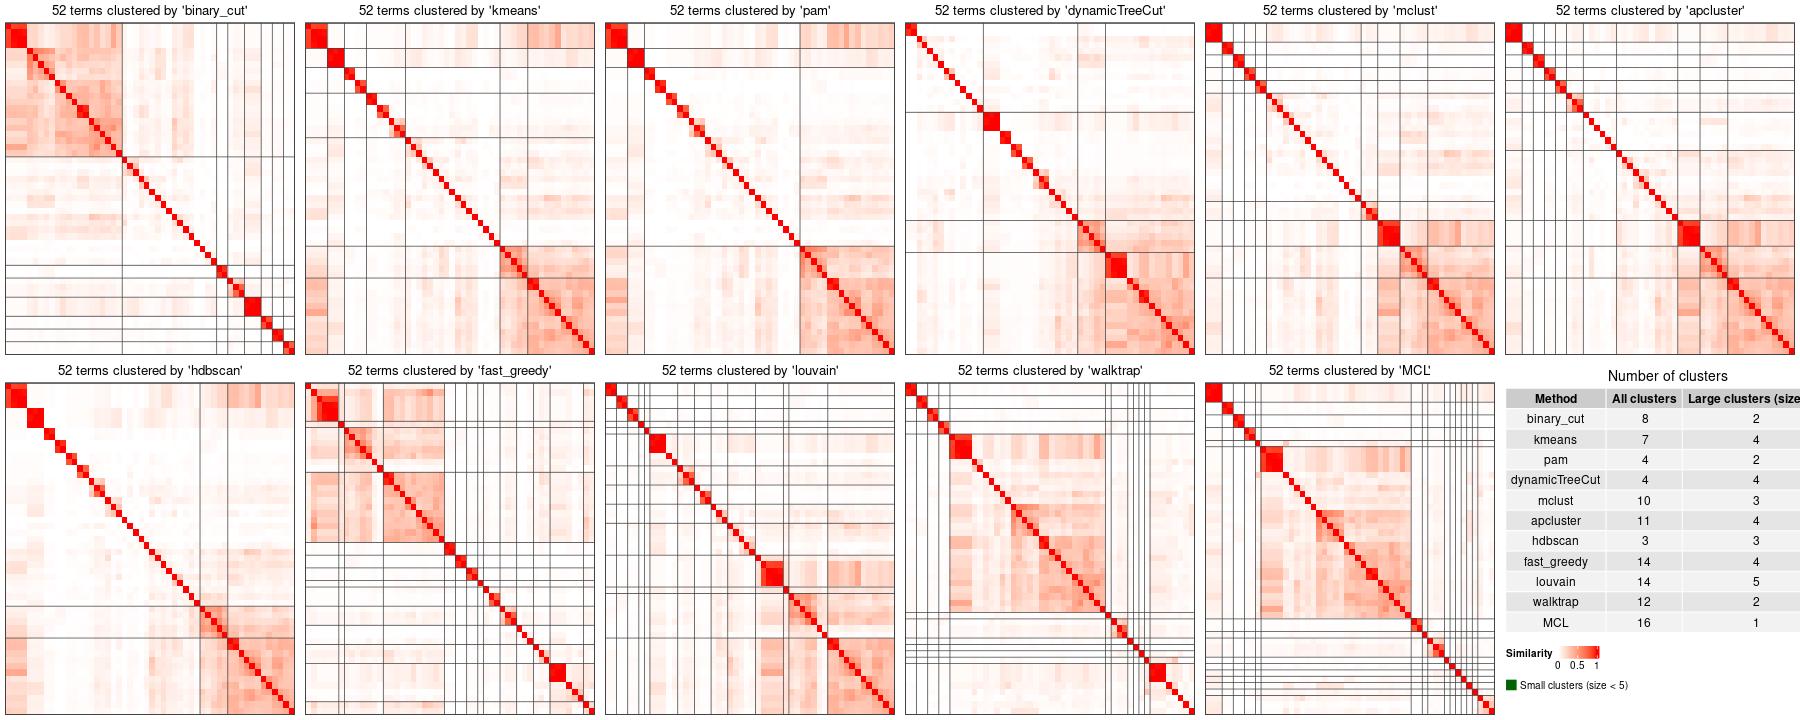 52 terms clustered by 'binary_cut'
52 terms clustered by 'kmeans'
52 terms clustered by 'pam'
52 terms clustered by 'dynamicTreeCut'
52 terms clustered by 'mclust'
52 terms clustered by 'apcluster'
52 terms clustered by 'hdbscan'
52 terms clustered by 'fast_greedy'
52 terms clustered by 'louvain'
52 terms clustered by 'walktrap'
52 terms clustered by 'MCL'
Number of clusters
Method All clusters Large clusters (size
binary_cut 8 2
kmeans 7 4
pam 4 2
dynamicTreeCut 4 4
mclust 10 3
apcluster 11 4
hdbscan 3 3
fast_greedy 14 4
louvain 14 5
walktrap 12 2
MCL 16 1
Similarity
0 0.5 1
Small clusters (size < 5)